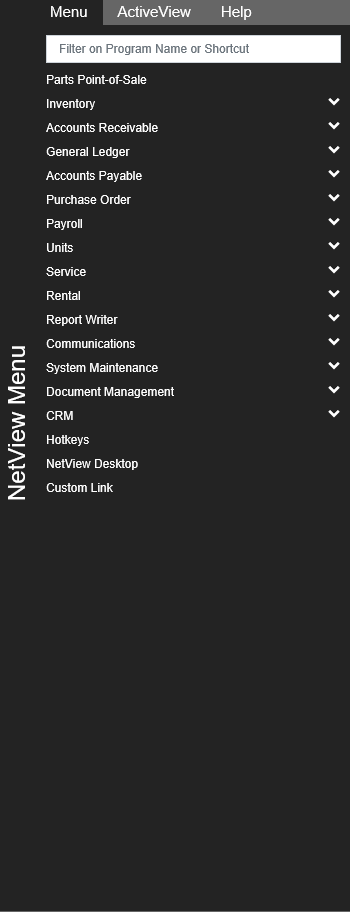 Menu ActiveView Help
Filter on Program Name or Shortcut
Parts Point-of-Sale
Inventory
Accounts Receivable
General Ledger
Accounts Payable
Purchase Order
Payroll
Units
Service
Rental
Report Writer
Communications
System Maintenance
Document Management
CRM
Hotkeys
NetView Desktop
Custom Link
NetView Menu